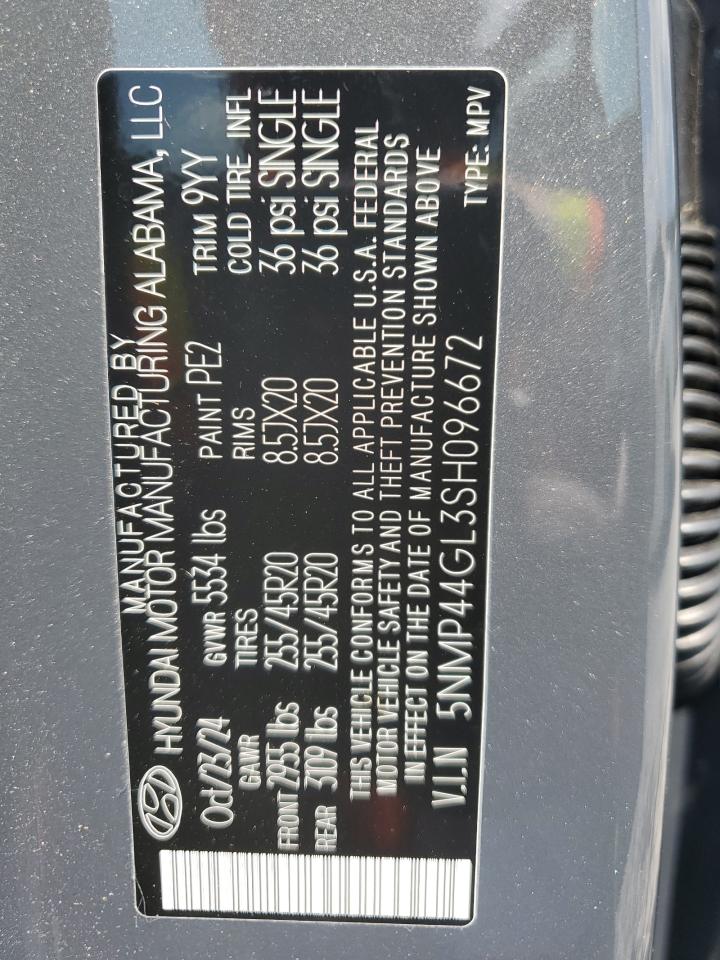 MANUFACTURED BY
HYUNDAI MOTOR MANUFACTURING ALABAMA, LLC
Oct/23/24 GVWR 5534 lbs PAINT PE2 TRIM 9YY
GAWR TIRES RIMS COLD TIRE INFL
FRONT 2955 lbs 255/45R20 8.5JX20 36 psi SINGLE
REAR 3109 lbs 255/45R20 8.5JX20 36 psi SINGLE
THIS VEHICLE CONFORMS TO ALL APPLICABLE U.S.A. FEDERAL
MOTOR VEHICLE SAFETY AND THEFT PREVENTION STANDARDS
IN EFFECT ON THE DATE OF MANUFACTURE SHOWN ABOVE
V.I.N 5NMP44GL3SH096672 TYPE: MPV